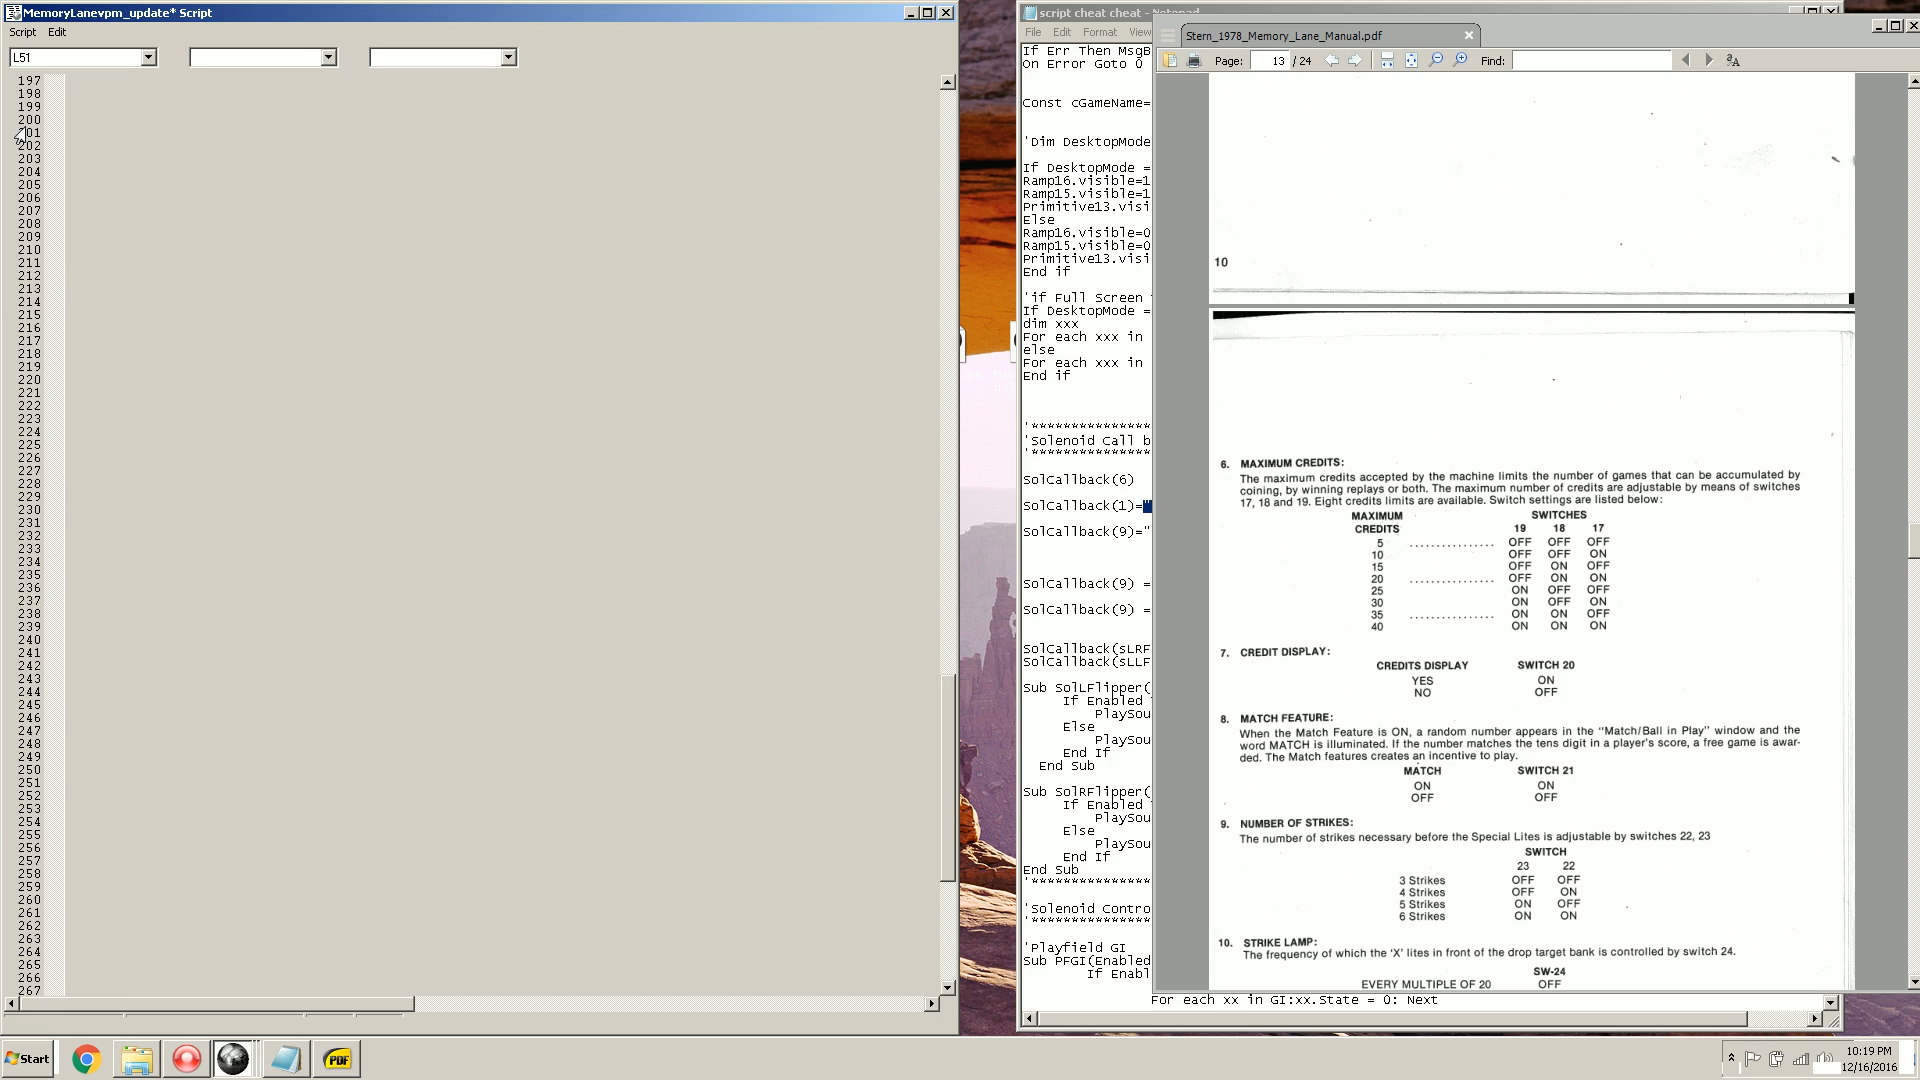 MemoryLanevpm_update* Script
Script Edit
L51
197
198
199
200
201
202
203
204
205
206
207
208
209
210
211
212
213
214
215
216
217
218
219
220
221
222
223
224
225
226
227
228
229
230
231
232
233
234
235
236
237
238
239
240
241
242
243
244
245
246
247
248
249
250
251
252
253
254
255
256
257
258
259
260
261
262
263
264
265
266
267
script cheat cheat - Notepad
File Edit Format View
If Err Then MsgB
On Error Goto 0
Const cGameName=
'Dim DesktopMode
If DesktopMode =
Ramp16.visible=1
Ramp15.visible=1
Primitive13.visi
Else
Ramp16.visible=0
Ramp15.visible=0
Primitive13.visi
End if
'if Full Screen
If DesktopMode =
dim xxx
For each xxx in
else
For each xxx in
End if
'****************
'Solenoid Call b
'****************
SolCallback(6)
SolCallback(1)="
SolCallback(9)="
SolCallback(9) =
SolCallback(9) =
SolCallback(sLRF
SolCallback(sLLF
Sub SolLFlipper(
If Enabled
PlaySou
Else
PlaySou
End If
End Sub
Sub SolRFlipper(
If Enabled
PlaySou
Else
PlaySou
End If
End Sub
'****************
'Solenoid Contro
'****************
'Playfield GI
Sub PFGI(Enabled
If Enabl
For each xx in GI:xx.State = 0: Next
Stern_1978_Memory_Lane_Manual.pdf
Page: 13 / 24 Find:
10
6. MAXIMUM CREDITS:
The maximum credits accepted by the machine limits the number of games that can be accumulated by
coining, by winning replays or both. The maximum number of credits are adjustable by means of switches
17, 18 and 19. Eight credits limits are available. Switch settings are listed below:
MAXIMUM SWITCHES
CREDITS 19 18 17
5 ............... OFF OFF OFF
10 OFF OFF ON
15 OFF ON OFF
20 ............... OFF ON ON
25 ON OFF OFF
30 ON OFF ON
35 ............... ON ON OFF
40 ON ON ON
7. CREDIT DISPLAY:
CREDITS DISPLAY SWITCH 20
YES ON
NO OFF
8. MATCH FEATURE:
When the Match Feature is ON, a random number appears in the "Match/Ball in Play" window and the
word MATCH is illuminated. If the number matches the tens digit in a player's score, a free game is awar-
ded. The Match features creates an incentive to play.
MATCH SWITCH 21
ON ON
OFF OFF
9. NUMBER OF STRIKES:
The number of strikes necessary before the Special Lites is adjustable by switches 22, 23
SWITCH
23 22
3 Strikes OFF OFF
4 Strikes OFF ON
5 Strikes ON OFF
6 Strikes ON ON
10. STRIKE LAMP:
The frequency of which the 'X' lites in front of the drop target bank is controlled by switch 24.
SW-24
EVERY MULTIPLE OF 20 OFF
Start
PDF
10:19 PM
12/16/2016